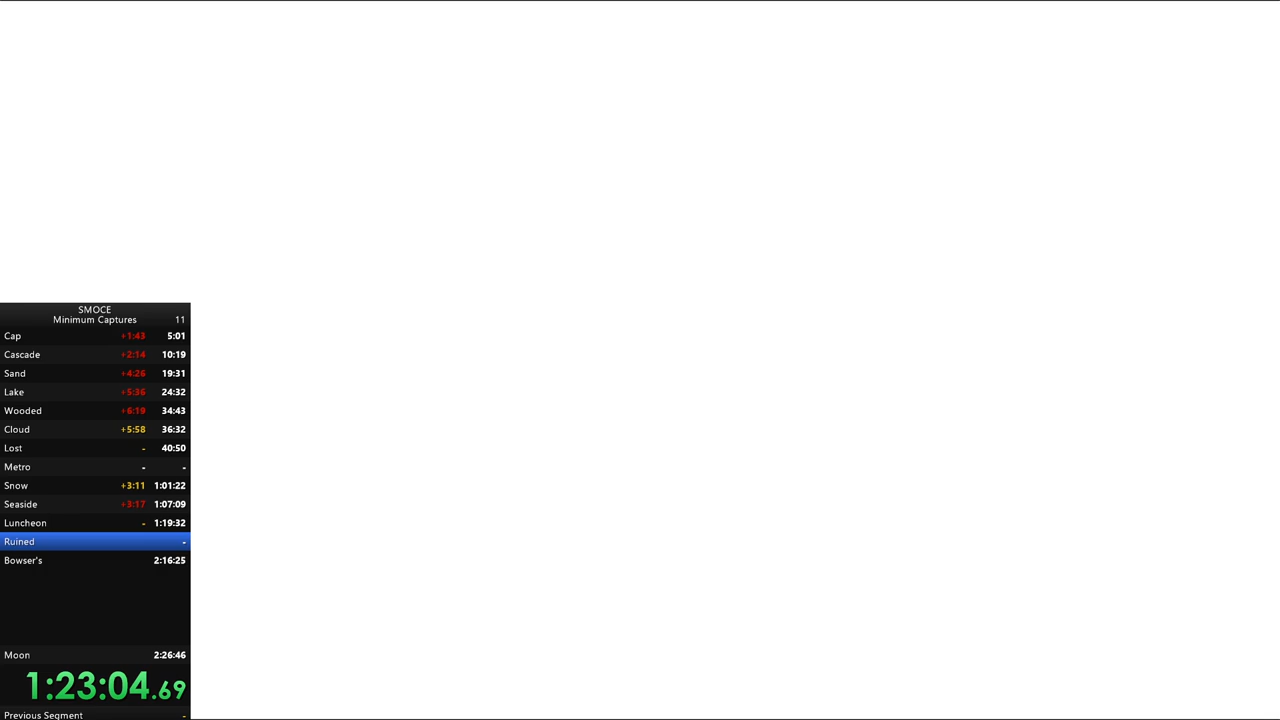 SMOCE
Minimum Captures 11
Cap +1:43 5:01
Cascade +2:14 10:19
Sand +4:26 19:31
Lake +5:36 24:32
Wooded +6:19 34:43
Cloud +5:58 36:32
Lost - 40:50
Metro - -
Snow +3:11 1:01:22
Seaside +3:17 1:07:09
Luncheon - 1:19:32
Ruined -
Bowser's 2:16:25
Moon 2:26:46
1:23:04.69
Previous Segment -